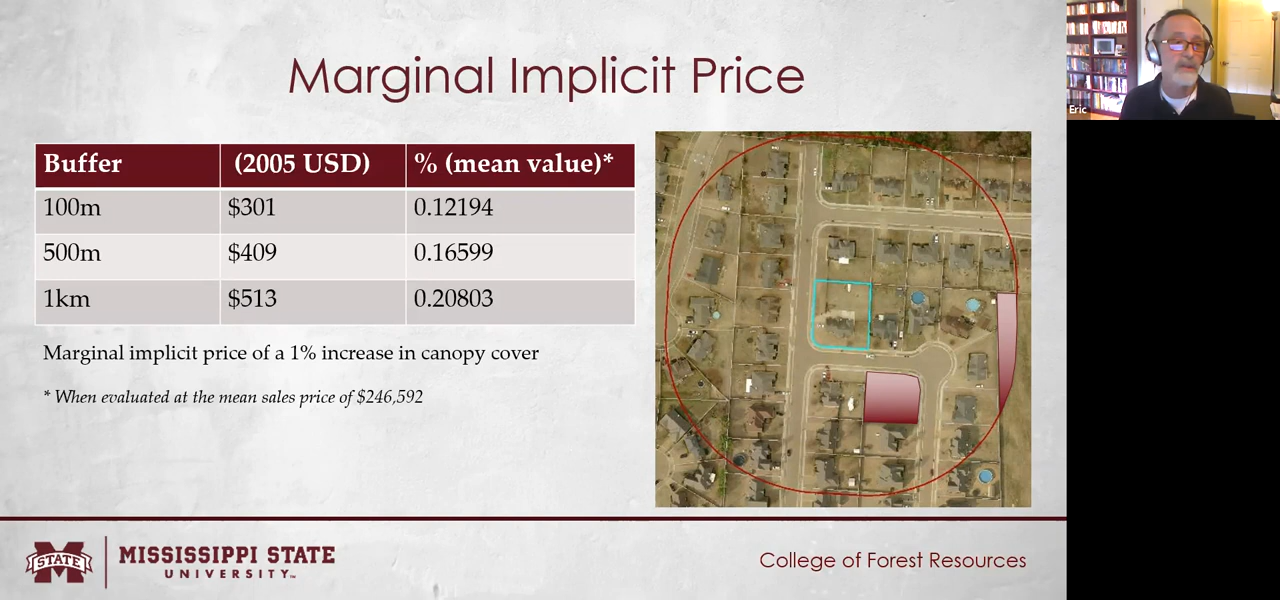 Marginal Implicit Price
Buffer (2005 USD) % (mean value)*
100m $301 0.12194
500m $409 0.16599
1km $513 0.20803
Marginal implicit price of a 1% increase in canopy cover
* When evaluated at the mean sales price of $246,592
STATE
MISSISSIPPI STATE
UNIVERSITY™
College of Forest Resources
Eric